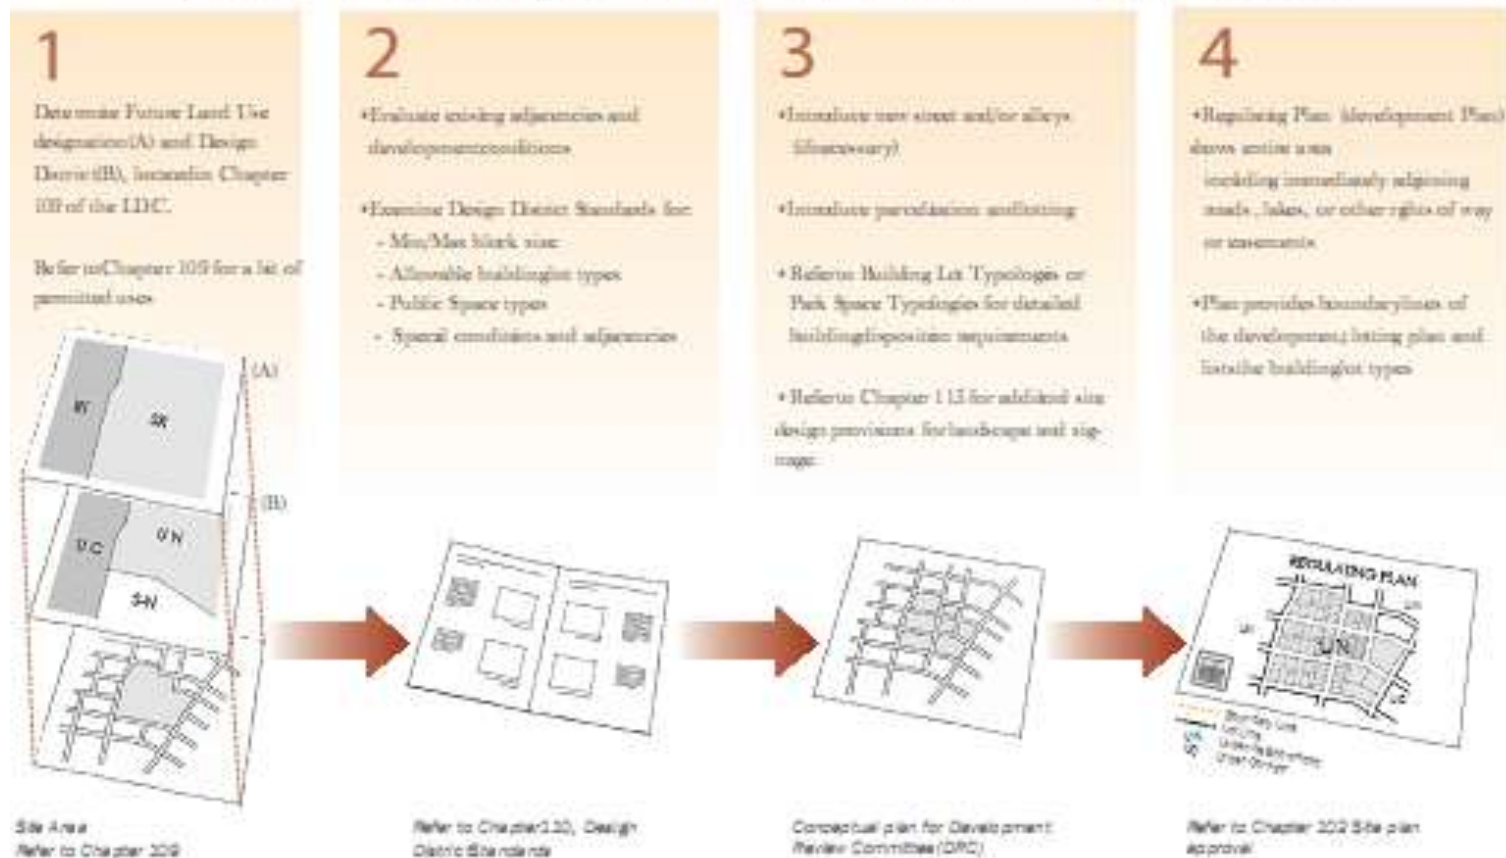 1
Determine Future Land Use
designation(A) and Design
District(B), located in Chapter
109 of the LDC.
Refer to Chapter 109 for a list of
permitted uses
(A)
(B)
U C
U N
S-N
Site Area
Refer to Chapter 109
2
•Evaluate existing adjacencies and
development conditions
•Examine Design District Standards for:
- Min/Max block size
- Allowable building/lot types
- Public Space types
- Special conditions and adjacencies
Refer to Chapter 110, Design
District Standards
3
•Introduce new street and/or alleys
(if necessary)
•Introduce parcelization and lotting
• Refer to Building Lot Typologies or
Park Space Typologies for detailed
building disposition requirements
• Refer to Chapter 113 for additional site
design provisions for landscape and sig-
nage.
Conceptual plan for Development
Review Committee (DRC)
4
•Regulating Plan (development Plan)
shows entire area
including immediately adjoining
roads, lakes, or other rights of way
or easements
•Plan provides boundary lines of
the development; lotting plan and
lists the building/lot types
REGULATING PLAN
UN
Boundary Line
Lot Line
Refer to Chapter 102 Site plan
approval